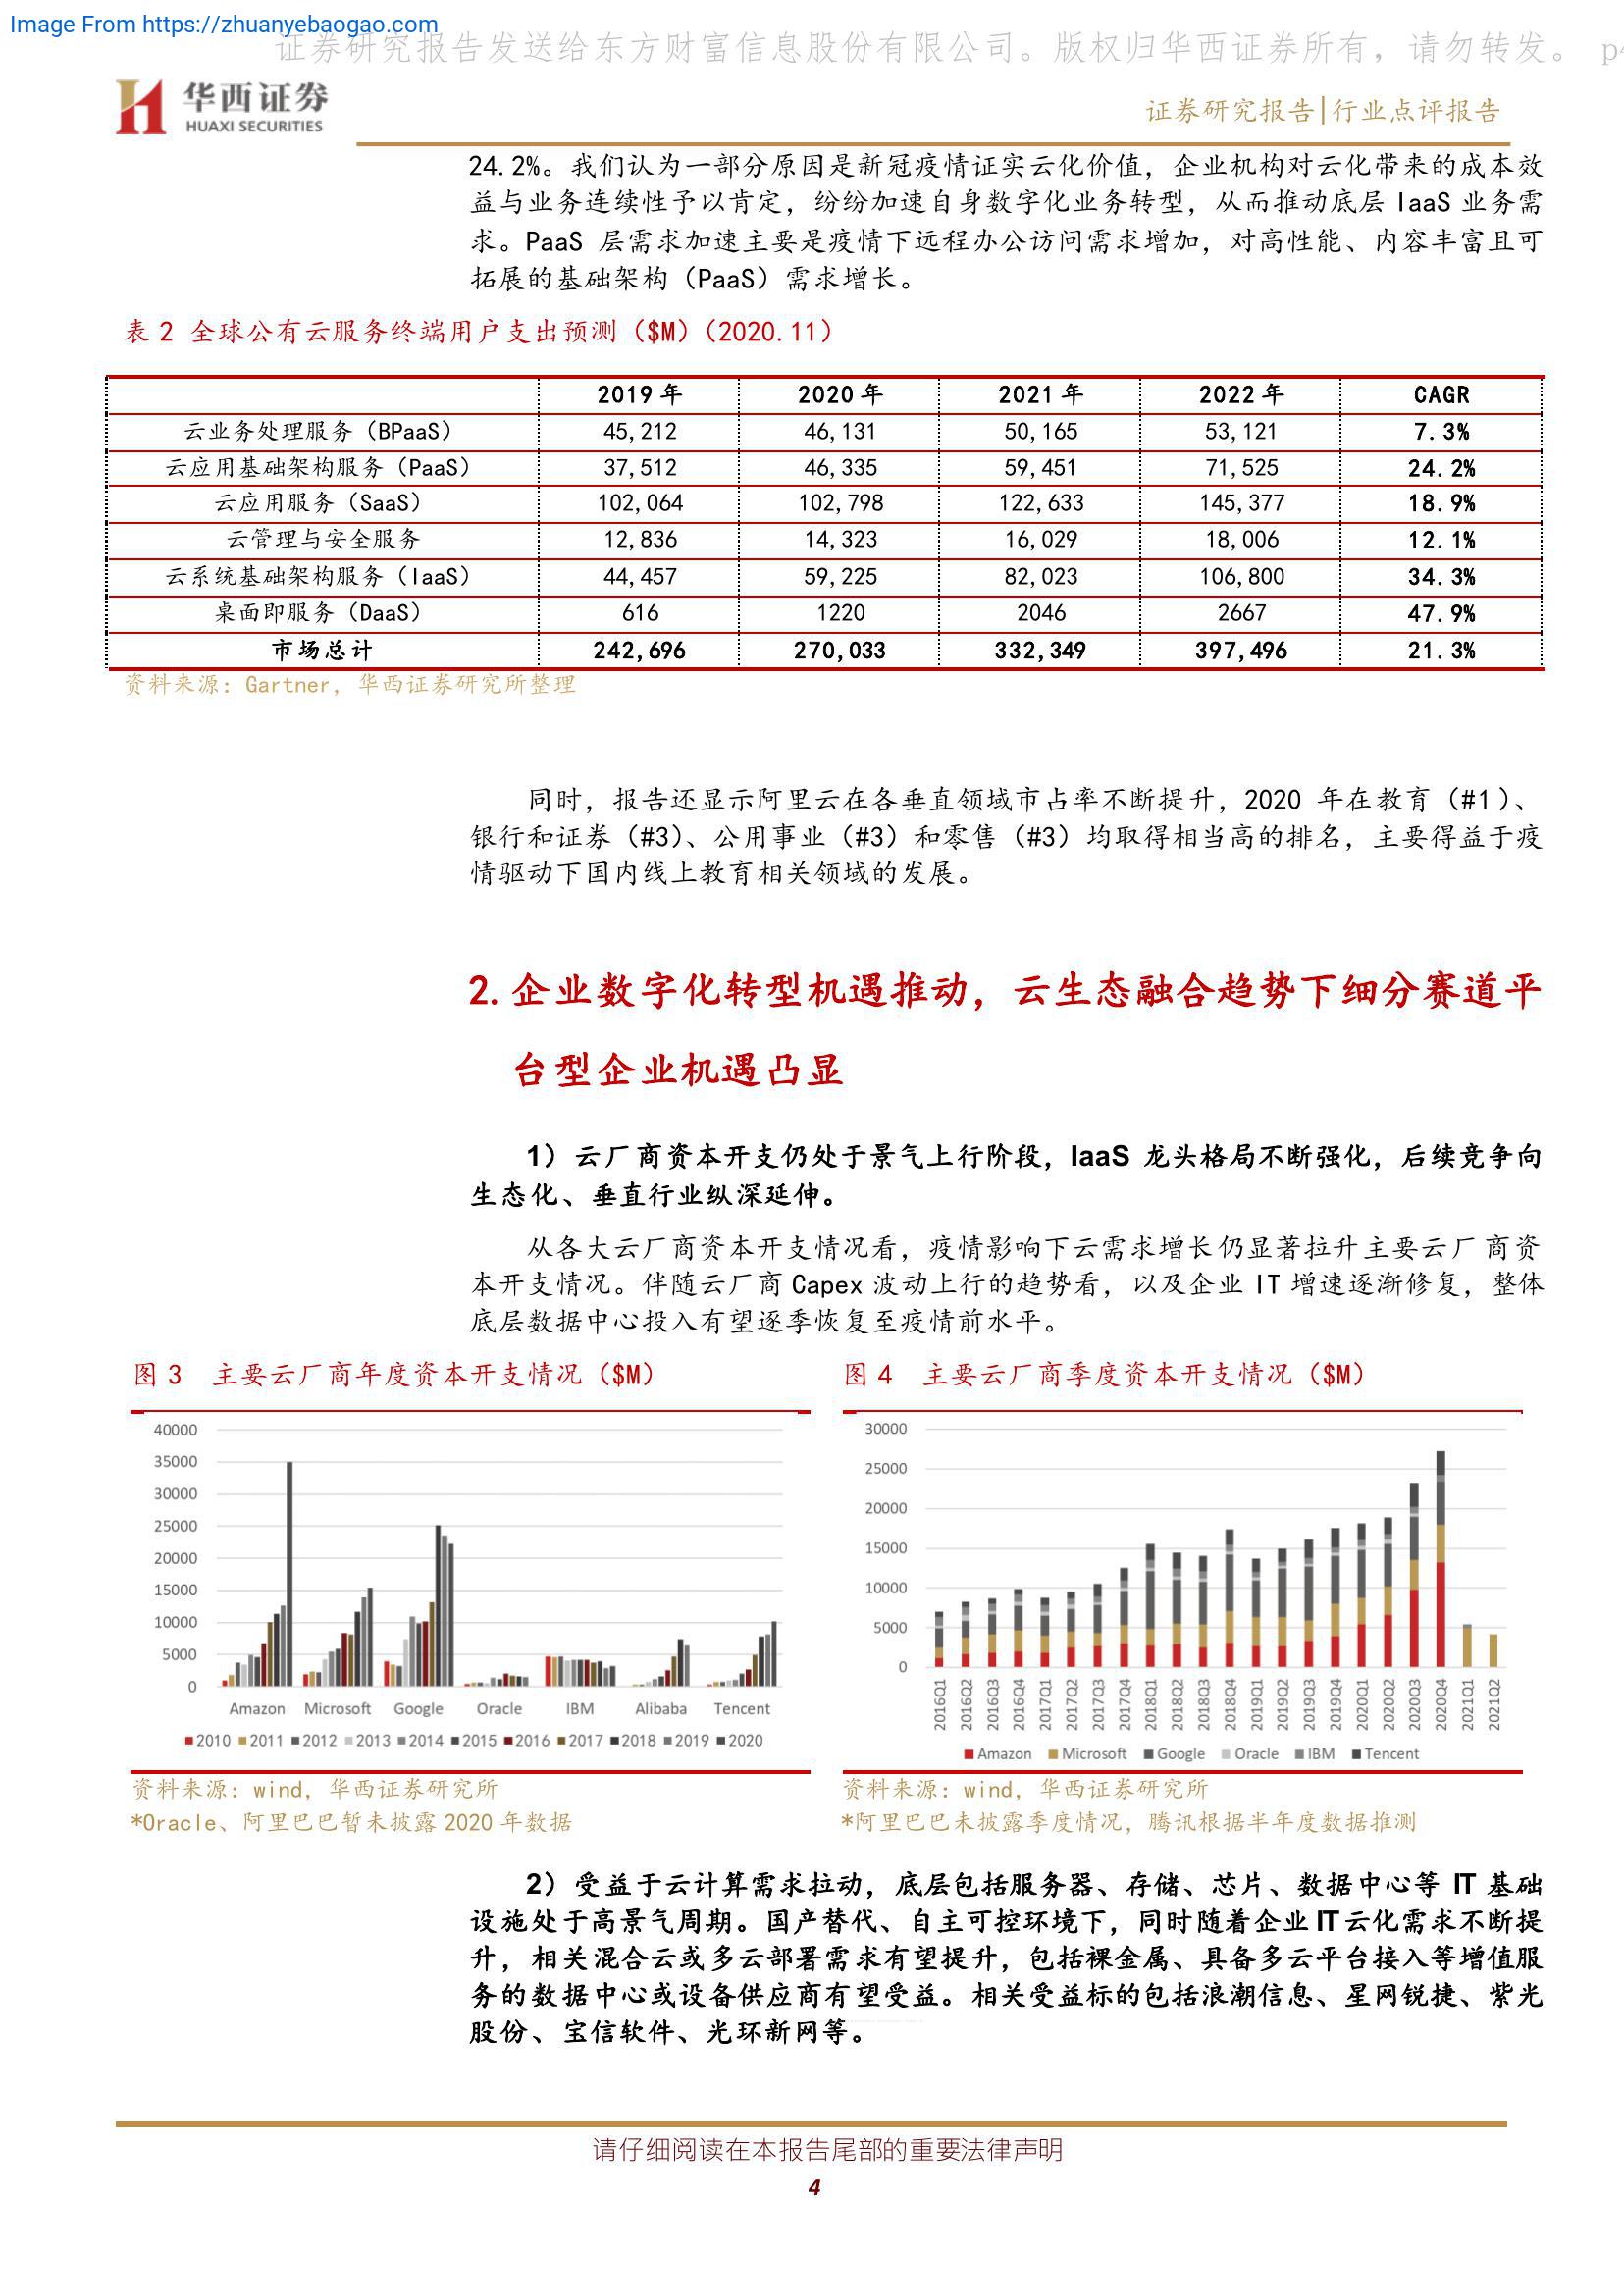 Image From https://zhuanyebaogao.com
证券研究报告发送给东方财富信息股份有限公司。版权归华西证券所有，请勿转发。 p4
华西证券
HUAXI SECURITIES
证券研究报告|行业点评报告
24.2%。我们认为一部分原因是新冠疫情证实云化价值，企业机构对云化带来的成本效
益与业务连续性予以肯定，纷纷加速自身数字化业务转型，从而推动底层 IaaS 业务需
求。PaaS 层需求加速主要是疫情下远程办公访问需求增加，对高性能、内容丰富且可
拓展的基础架构（PaaS）需求增长。
表 2 全球公有云服务终端用户支出预测（$M）（2020.11）
2019 年 2020 年 2021 年 2022 年 CAGR
云业务处理服务（BPaaS） 45,212 46,131 50,165 53,121 7.3%
云应用基础架构服务（PaaS） 37,512 46,335 59,451 71,525 24.2%
云应用服务（SaaS） 102,064 102,798 122,633 145,377 18.9%
云管理与安全服务 12,836 14,323 16,029 18,006 12.1%
云系统基础架构服务（IaaS） 44,457 59,225 82,023 106,800 34.3%
桌面即服务（DaaS） 616 1220 2046 2667 47.9%
市场总计 242,696 270,033 332,349 397,496 21.3%
资料来源：Gartner，华西证券研究所整理
同时，报告还显示阿里云在各垂直领域市占率不断提升，2020 年在教育（#1）、
银行和证券（#3）、公用事业（#3）和零售（#3）均取得相当高的排名，主要得益于疫
情驱动下国内线上教育相关领域的发展。
2. 企业数字化转型机遇推动，云生态融合趋势下细分赛道平
台型企业机遇凸显
1）云厂商资本开支仍处于景气上行阶段，IaaS 龙头格局不断强化，后续竞争向
生态化、垂直行业纵深延伸。
从各大云厂商资本开支情况看，疫情影响下云需求增长仍显著拉升主要云厂商资
本开支情况。伴随云厂商 Capex 波动上行的趋势看，以及企业 IT 增速逐渐修复，整体
底层数据中心投入有望逐季恢复至疫情前水平。
图 3 主要云厂商年度资本开支情况（$M）
40000
35000
30000
25000
20000
15000
10000
5000
0
Amazon Microsoft Google Oracle IBM Alibaba Tencent
2010 2011 2012 2013 2014 2015 2016 2017 2018 2019 2020
资料来源：wind，华西证券研究所
*Oracle、阿里巴巴暂未披露 2020 年数据
图 4 主要云厂商季度资本开支情况（$M）
30000
25000
20000
15000
10000
5000
0
2016Q1 2016Q2 2016Q3 2016Q4 2017Q1 2017Q2 2017Q3 2017Q4 2018Q1 2018Q2 2018Q3 2018Q4 2019Q1 2019Q2 2019Q3 2019Q4 2020Q1 2020Q2 2020Q3 2020Q4 2021Q1 2021Q2
Amazon Microsoft Google Oracle IBM Tencent
资料来源：wind，华西证券研究所
*阿里巴巴未披露季度情况，腾讯根据半年度数据推测
2）受益于云计算需求拉动，底层包括服务器、存储、芯片、数据中心等 IT 基础
设施处于高景气周期。国产替代、自主可控环境下，同时随着企业 IT 云化需求不断提
升，相关混合云或多云部署需求有望提升，包括裸金属、具备多云平台接入等增值服
务的数据中心或设备供应商有望受益。相关受益标的包括浪潮信息、星网锐捷、紫光
股份、宝信软件、光环新网等。
请仔细阅读在本报告尾部的重要法律声明
4